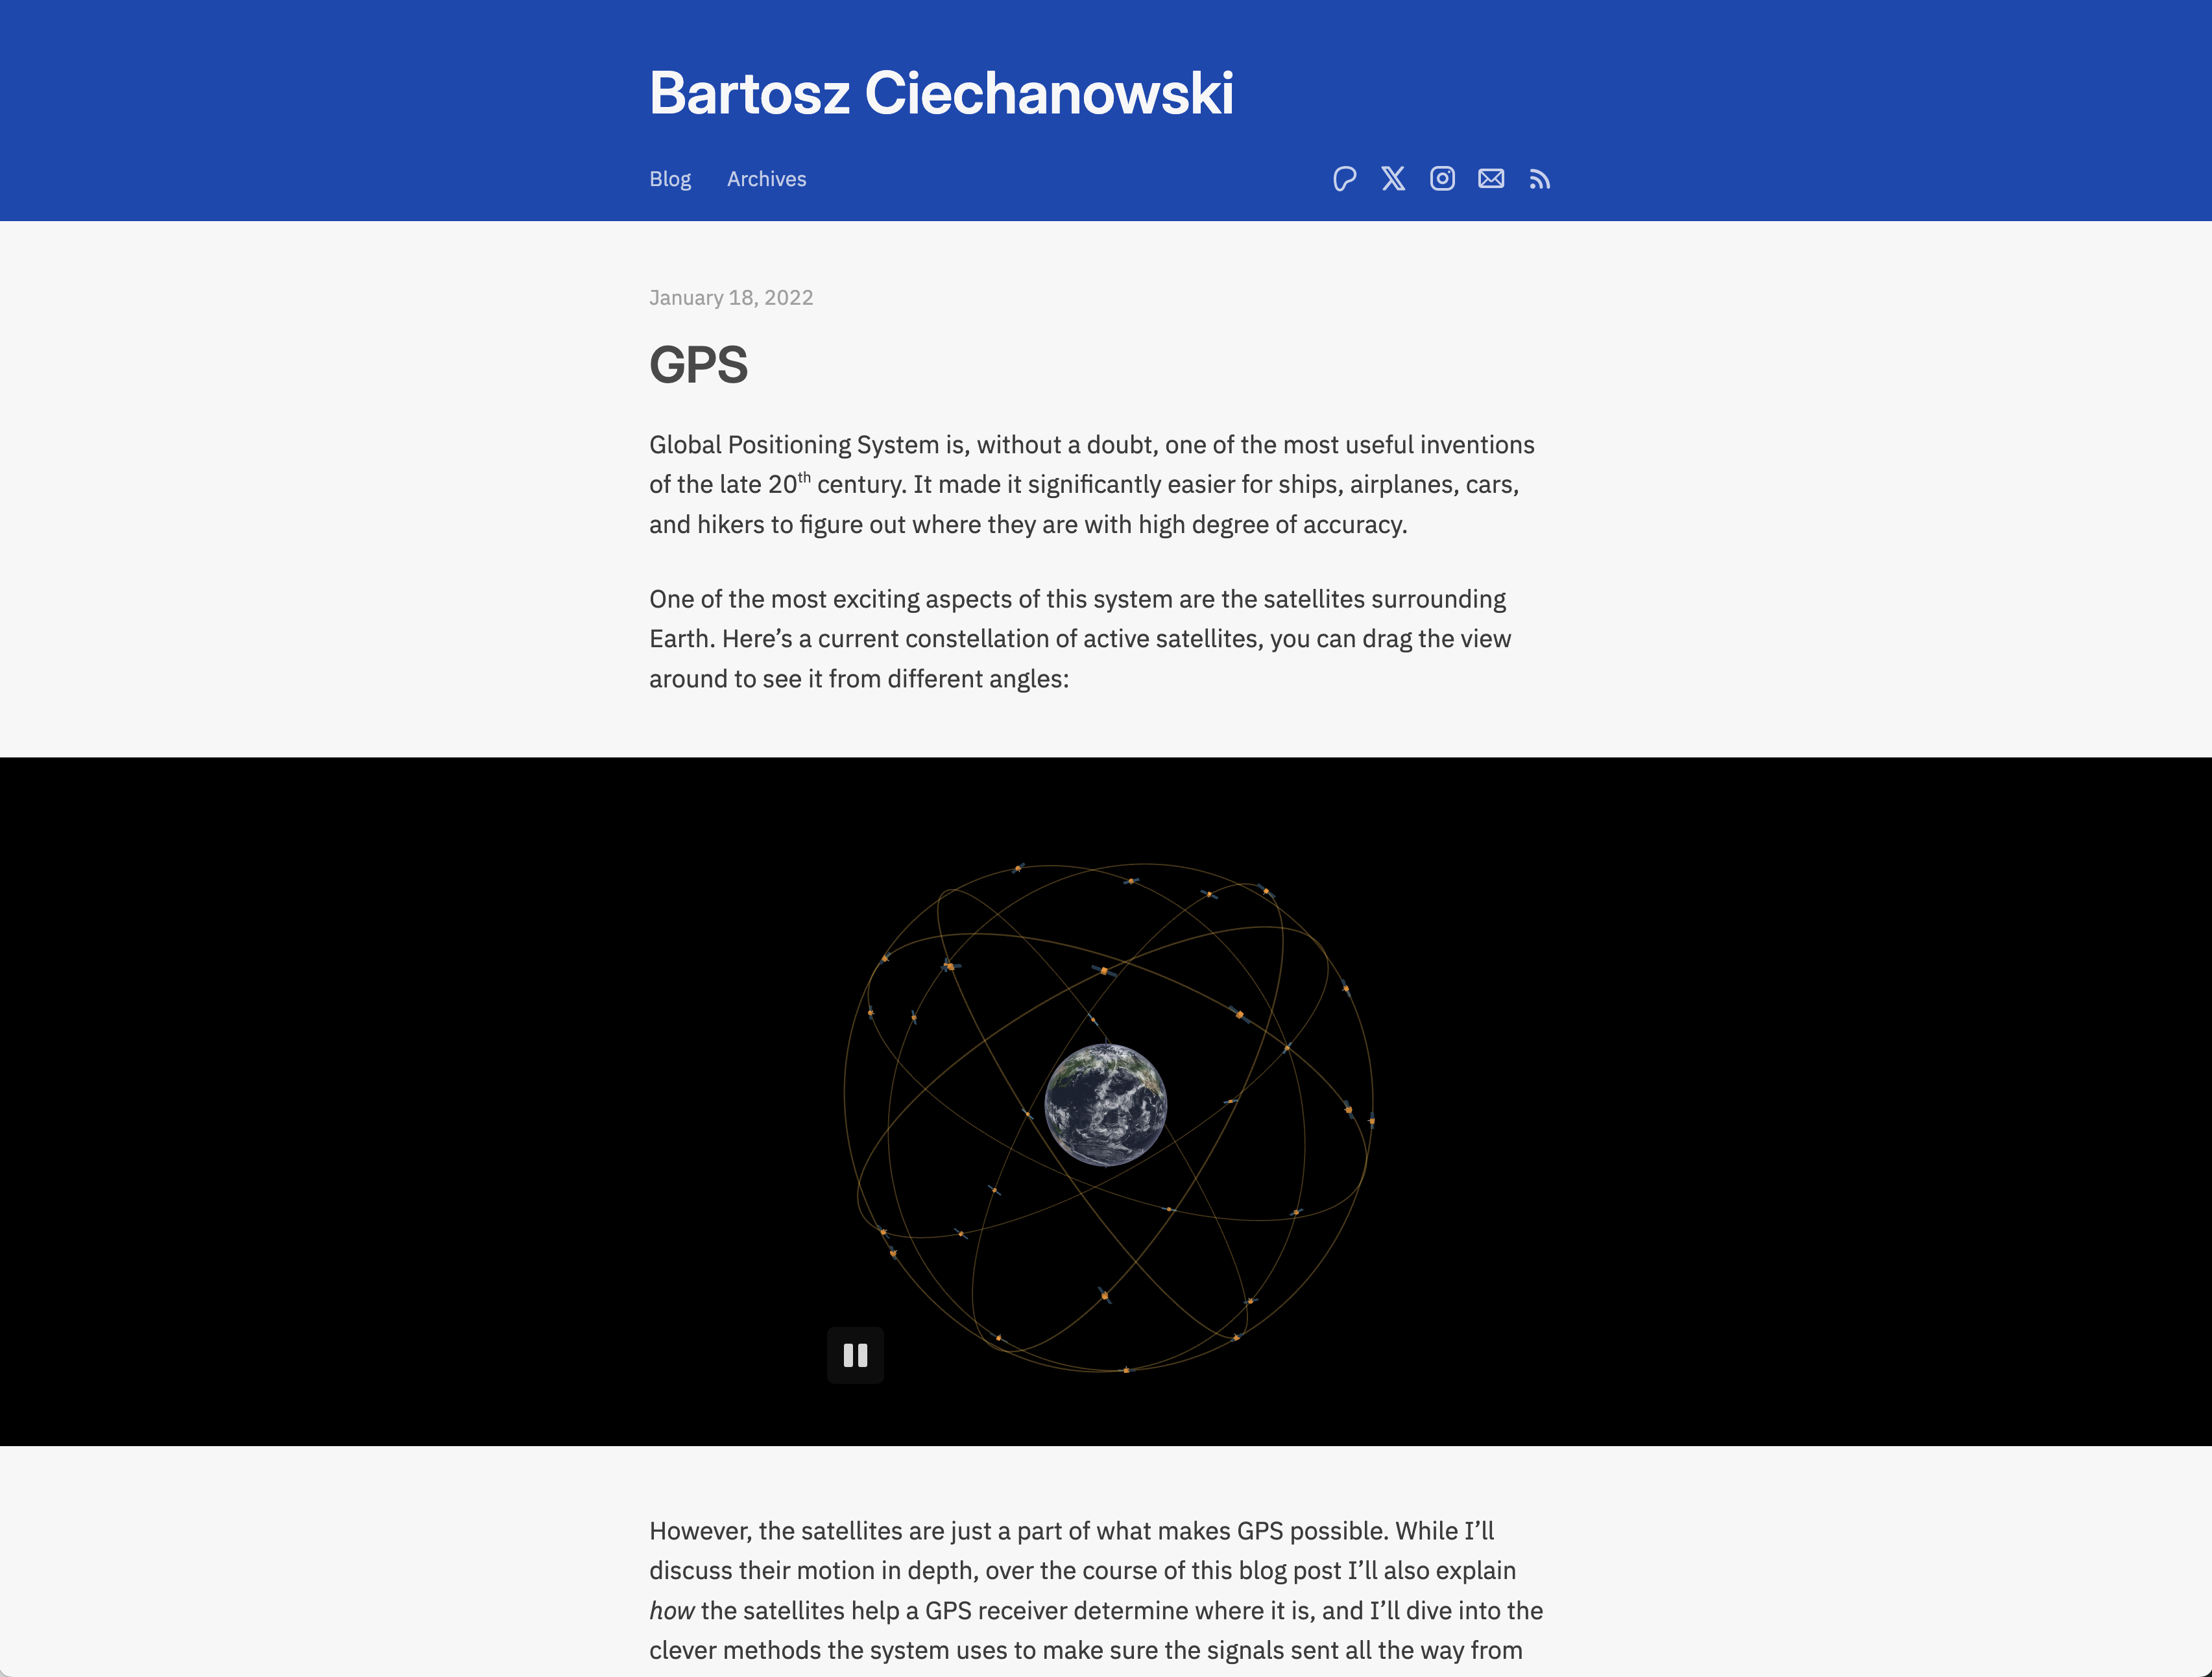 Bartosz Ciechanowski
Blog Archives
January 18, 2022
GPS
Global Positioning System is, without a doubt, one of the most useful inventions
of the late 20th century. It made it significantly easier for ships, airplanes, cars,
and hikers to figure out where they are with high degree of accuracy.
One of the most exciting aspects of this system are the satellites surrounding
Earth. Here’s a current constellation of active satellites, you can drag the view
around to see it from different angles:
However, the satellites are just a part of what makes GPS possible. While I’ll
discuss their motion in depth, over the course of this blog post I’ll also explain
how the satellites help a GPS receiver determine where it is, and I’ll dive into the
clever methods the system uses to make sure the signals sent all the way from